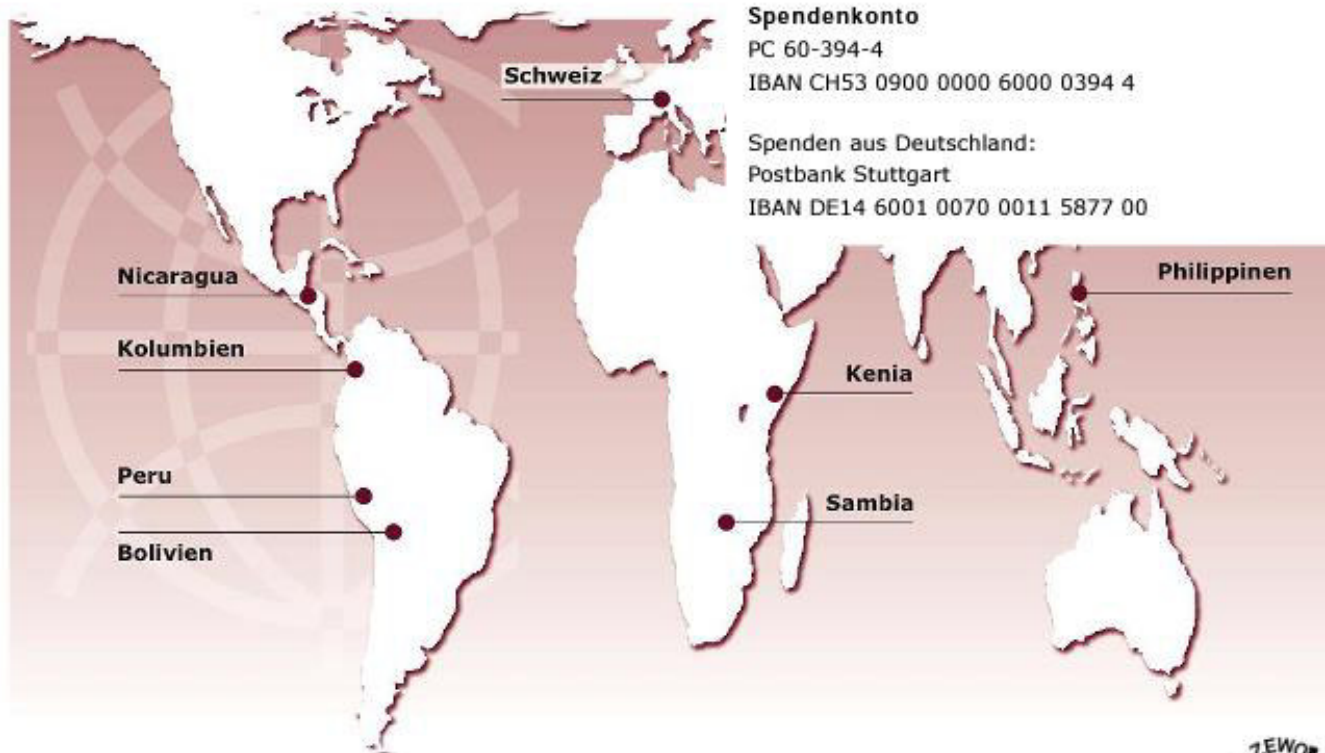 Spendenkonto
PC 60-394-4
IBAN CH53 0900 0000 6000 0394 4
Spenden aus Deutschland:
Postbank Stuttgart
IBAN DE14 6001 0070 0011 5877 00
Schweiz
Nicaragua
Philippinen
Kolumbien
Kenia
Peru
Sambia
Bolivien
ZEWO